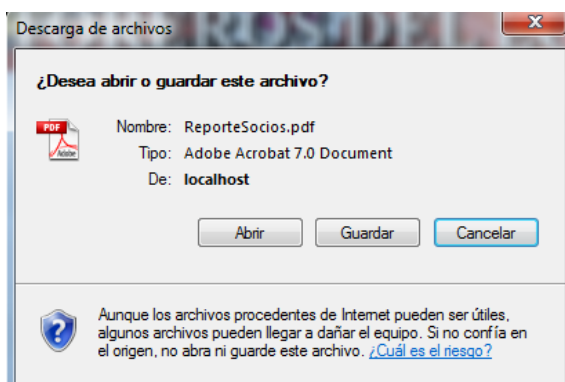 Descarga de archivos
¿Desea abrir o guardar este archivo?
PDF
Adobe
Nombre: ReporteSocios.pdf
Tipo: Adobe Acrobat 7.0 Document
De: localhost
Abrir Guardar Cancelar
Aunque los archivos procedentes de Internet pueden ser útiles,
algunos archivos pueden llegar a dañar el equipo. Si no confía en
el origen, no abra ni guarde este archivo. ¿Cuál es el riesgo?